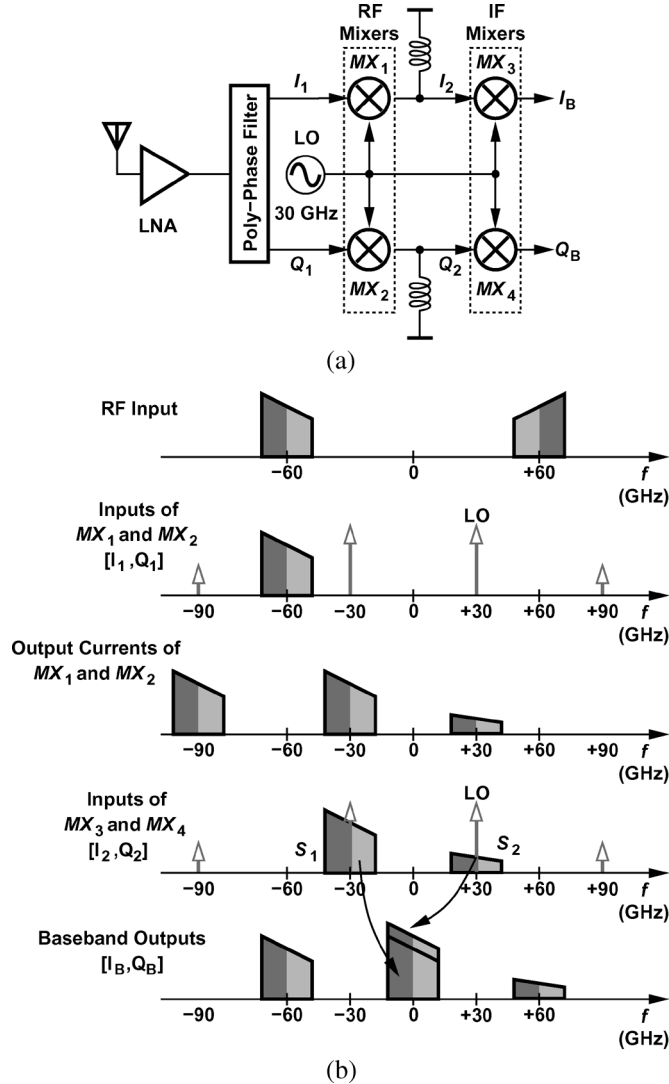 RF IF
Mixers Mixers
MX1 MX3
I1 I2 IB
Poly-Phase Filter
LO
LNA
30 GHz
Q1 Q2 QB
MX2 MX4
(a)
RF Input
−60 0 +60 f
(GHz)
Inputs of
MX1 and MX2
[I1,Q1]
LO
−90 −60 −30 0 +30 +60 +90 f
(GHz)
Output Currents of
MX1 and MX2
−90 −60 −30 0 +30 +60 +90 f
(GHz)
Inputs of
MX3 and MX4
[I2,Q2]
LO
S1 S2
−90 −60 −30 0 +30 +60 +90 f
(GHz)
Baseband Outputs
[IB,QB]
−90 −60 −30 0 +30 +60 +90 f
(GHz)
(b)